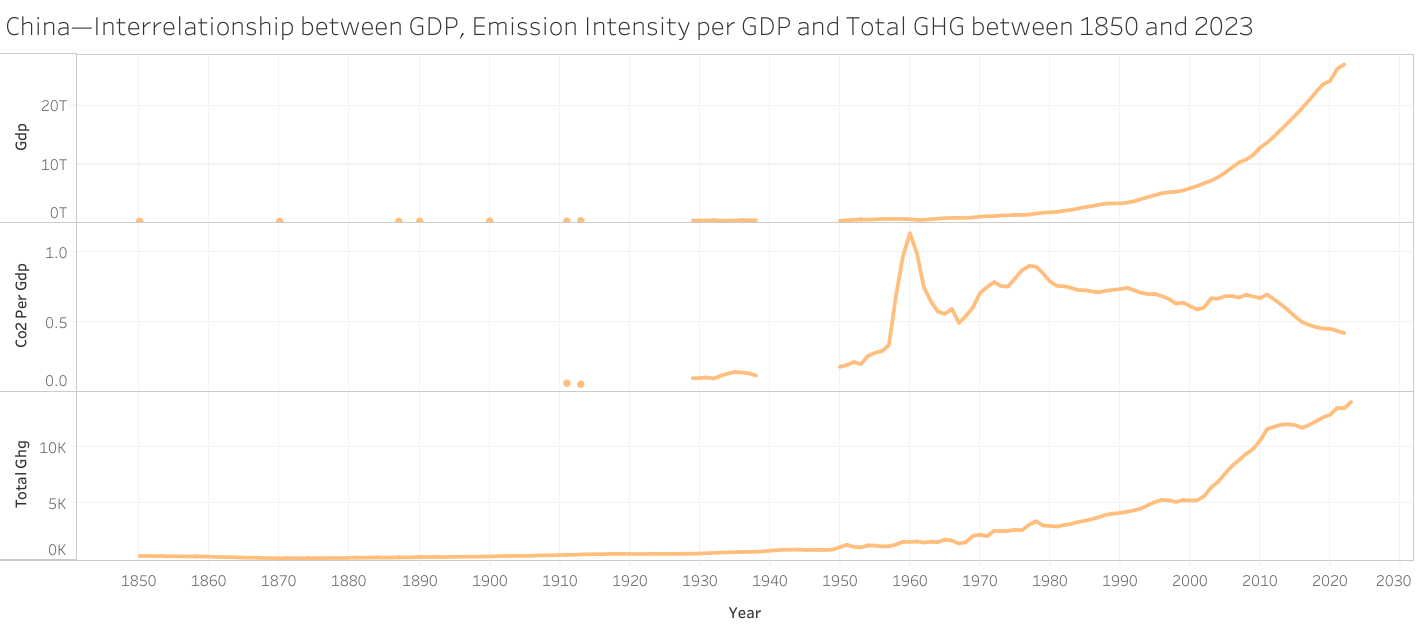 China—Interrelationship between GDP, Emission Intensity per GDP and Total GHG between 1850 and 2023
Gdp
20T
10T
0T
Co2 Per Gdp
1.0
0.5
0.0
Total Ghg
10K
5K
0K
1850 1860 1870 1880 1890 1900 1910 1920 1930 1940 1950 1960 1970 1980 1990 2000 2010 2020 2030
Year